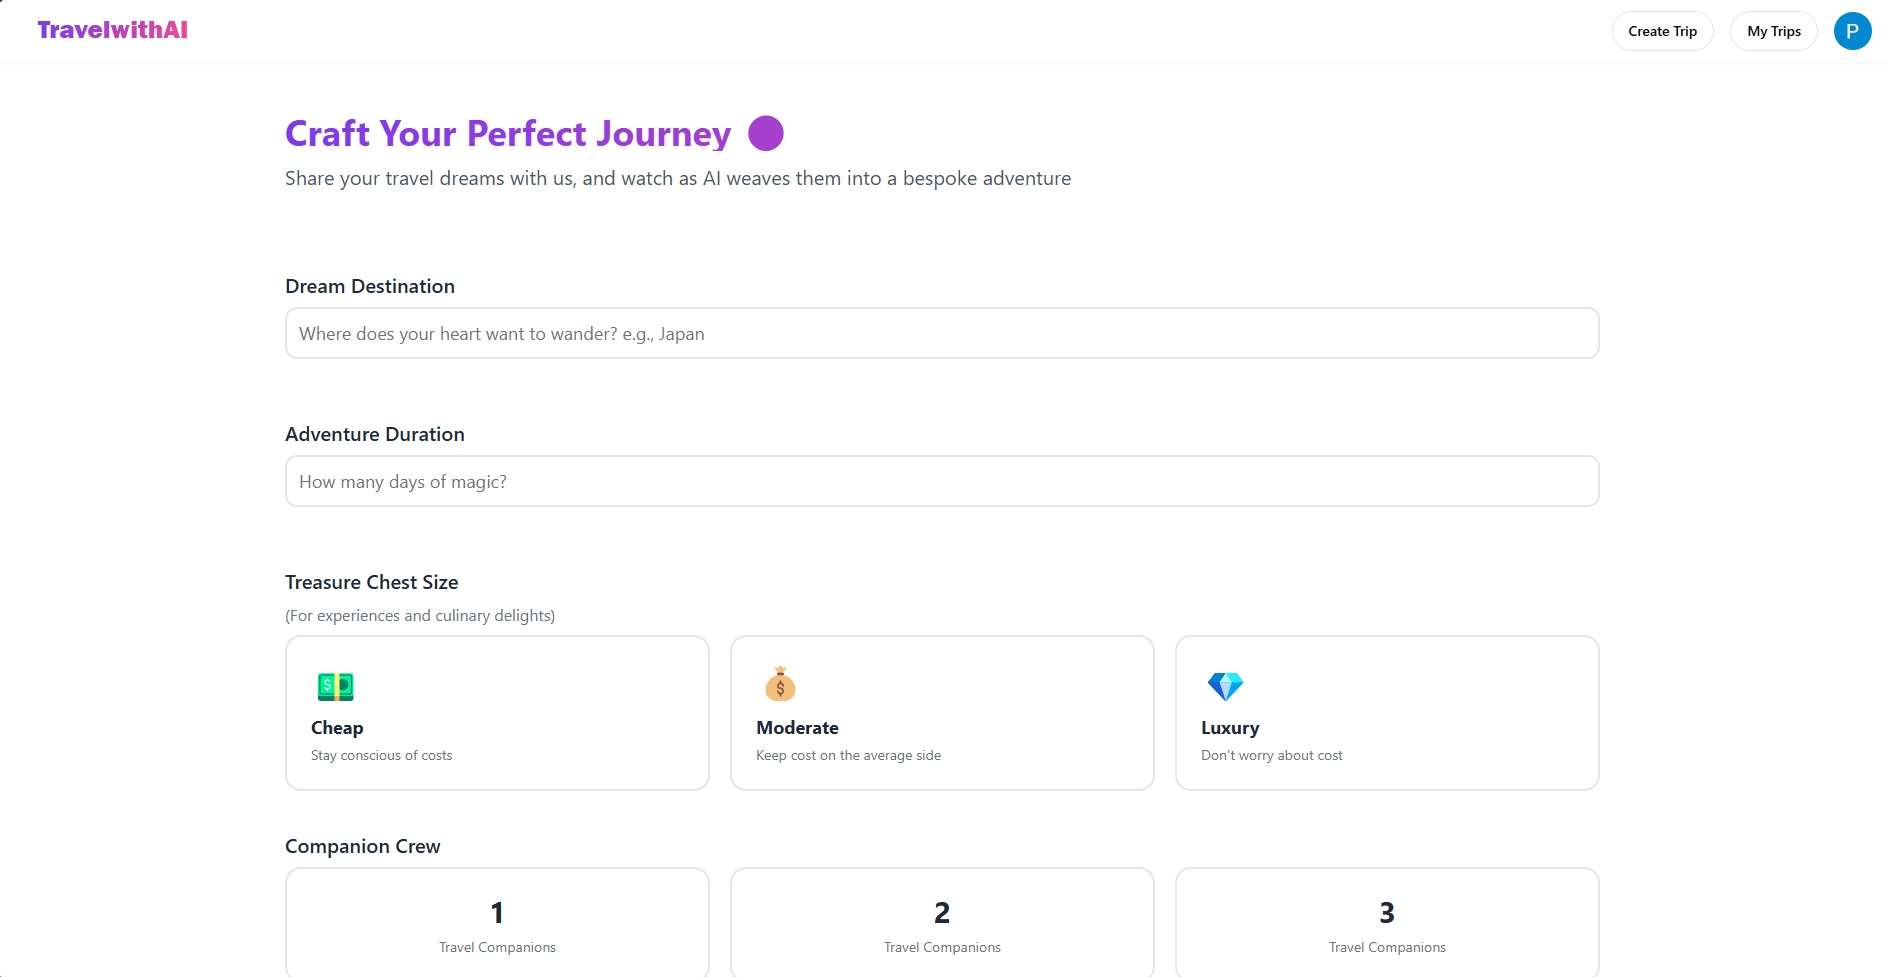 TravelwithAI
Create Trip
My Trips
P
Craft Your Perfect Journey
Share your travel dreams with us, and watch as AI weaves them into a bespoke adventure
Dream Destination
Where does your heart want to wander? e.g., Japan
Adventure Duration
How many days of magic?
Treasure Chest Size
(For experiences and culinary delights)
Cheap
Stay conscious of costs
Moderate
Keep cost on the average side
Luxury
Don't worry about cost
Companion Crew
1
Travel Companions
2
Travel Companions
3
Travel Companions